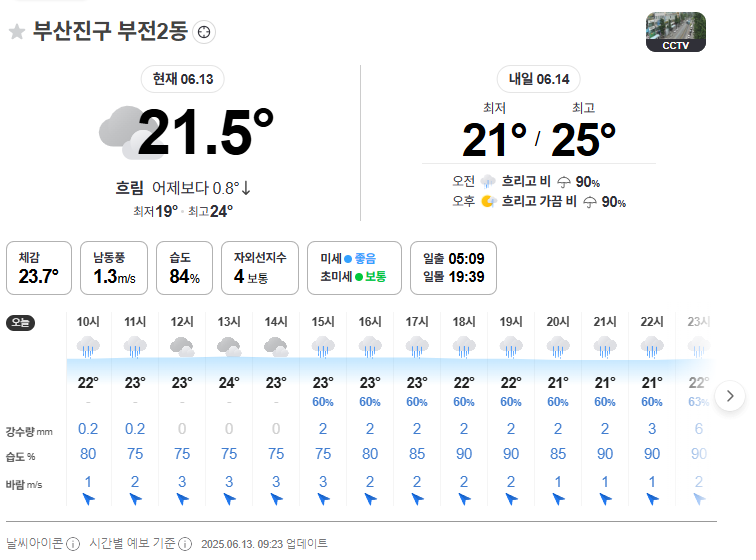 부산진구 부전2동
CCTV
현재 06.13
21.5°
흐림 어제보다 0.8°↓
최저19° · 최고24°
내일 06.14
최저 최고
21° / 25°
오전 흐리고 비 90%
오후 흐리고 가끔 비 90%
체감
23.7°
남동풍
1.3m/s
습도
84%
자외선지수
4 보통
미세 좋음
초미세 보통
일출 05:09
일몰 19:39
오늘 10시 11시 12시 13시 14시 15시 16시 17시 18시 19시 20시 21시 22시 23시
22° 23° 23° 24° 23° 23° 23° 23° 22° 22° 21° 21° 21° 22°
- - - - - 60% 60% 60% 60% 60% 60% 60% 60% 63%
강수량 mm 0.2 0.2 0 0 0 2 2 2 2 2 2 2 3 6
습도 % 80 75 75 75 75 75 80 85 90 90 85 90 90 90
바람 m/s 1 2 3 3 3 3 2 2 2 2 1 1 1 2
날씨아이콘 i 시간별 예보 기준 i 2025.06.13. 09:23 업데이트